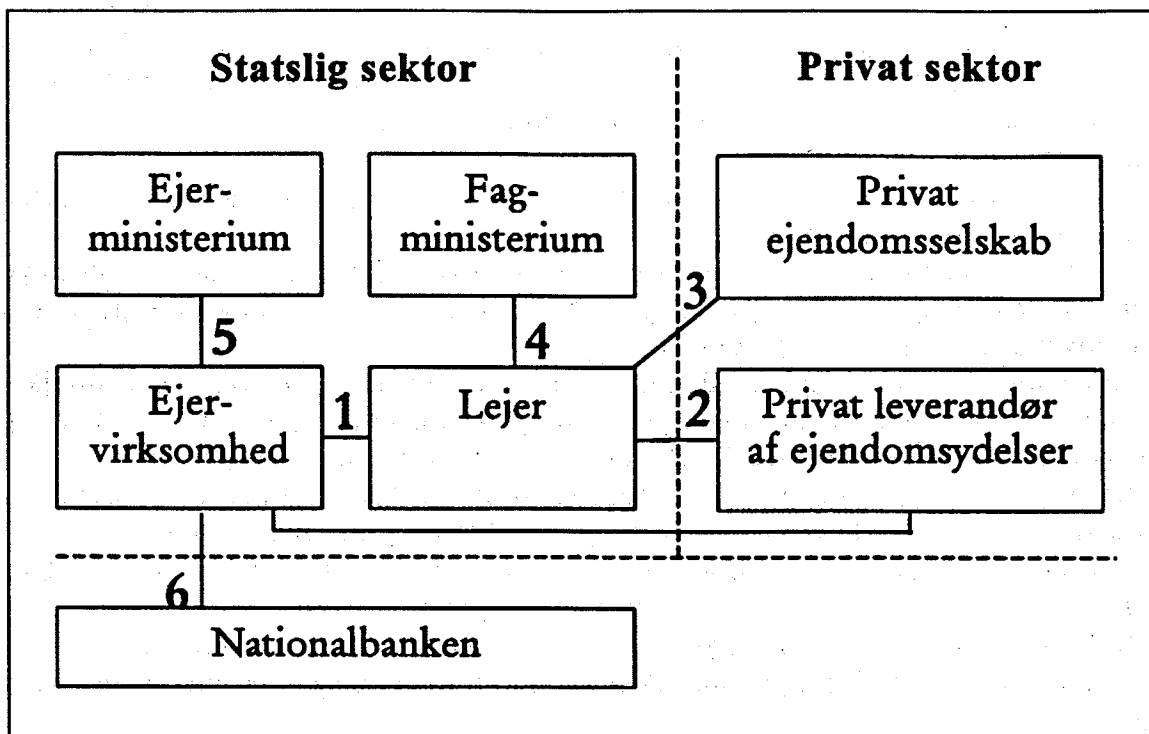 Statslig sektor
Privat sektor
Ejer-
ministerium
Fag-
ministerium
Privat
ejendomsselskab
3
5
4
Ejer-
virksomhed
1
Lejer
2
Privat leverandør
af ejendomsydelser
6
Nationalbanken